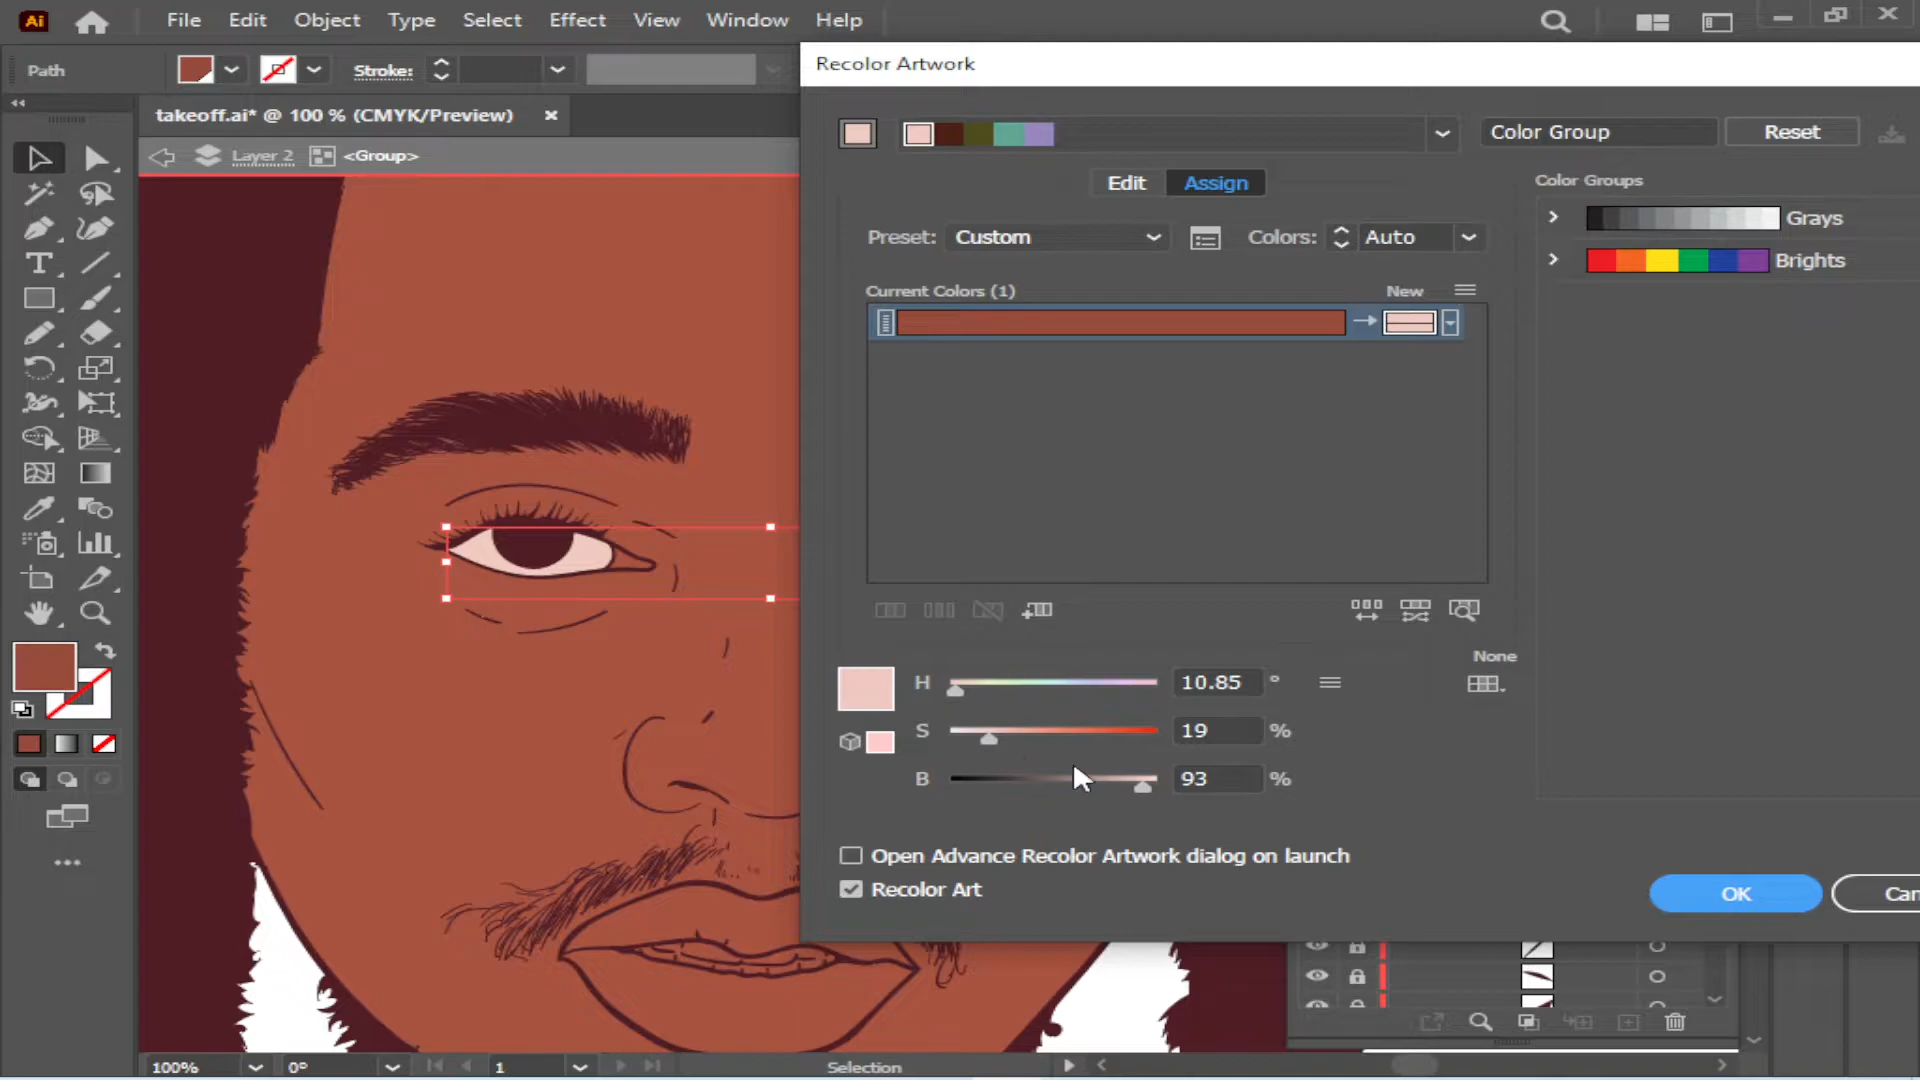 Ai File Edit Object Type Select Effect View Window Help
Path Stroke:
Recolor Artwork
takeoff.ai* @ 100 % (CMYK/Preview)
Layer 2 <Group>
Color Group Reset
Edit Assign
Color Groups
Preset: Custom Colors: Auto
Grays
Brights
Current Colors (1) New
None
H 10.85 °
S 19 %
B 93 %
Open Advance Recolor Artwork dialog on launch
Recolor Art
OK Can
100% 0° 1 Selection